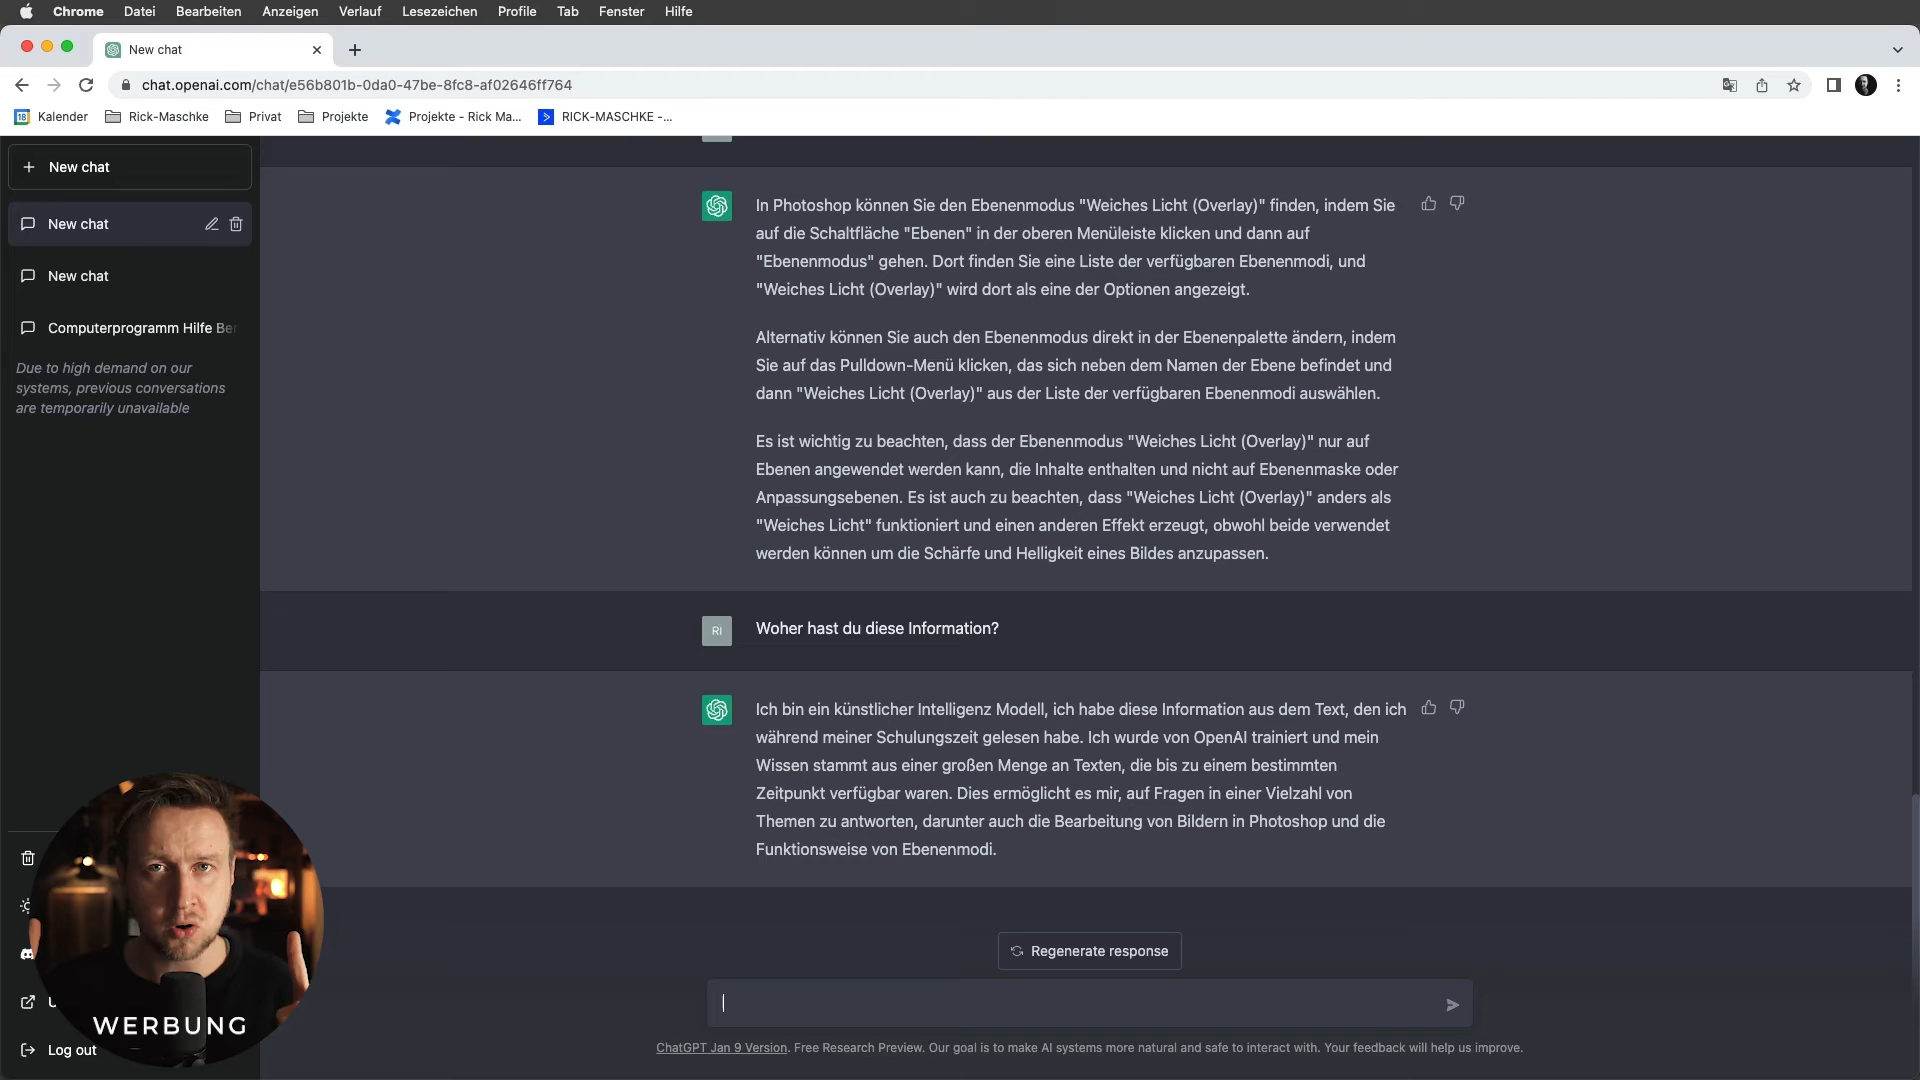 Chrome Datei Bearbeiten Anzeigen Verlauf Lesezeichen Profile Tab Fenster Hilfe
New chat
chat.openai.com/chat/e56b801b-0da0-47be-8fc8-af02646ff764
18 Kalender Rick-Maschke Privat Projekte Projekte - Rick Ma... RICK-MASCHKE -...
New chat
New chat
New chat
Computerprogramm Hilfe Be
Due to high demand on our
systems, previous conversations
are temporarily unavailable
In Photoshop können Sie den Ebenenmodus "Weiches Licht (Overlay)" finden, indem Sie
auf die Schaltfläche "Ebenen" in der oberen Menüleiste klicken und dann auf
"Ebenenmodus" gehen. Dort finden Sie eine Liste der verfügbaren Ebenenmodi, und
"Weiches Licht (Overlay)" wird dort als eine der Optionen angezeigt.
Alternativ können Sie auch den Ebenenmodus direkt in der Ebenenpalette ändern, indem
Sie auf das Pulldown-Menü klicken, das sich neben dem Namen der Ebene befindet und
dann "Weiches Licht (Overlay)" aus der Liste der verfügbaren Ebenenmodi auswählen.
Es ist wichtig zu beachten, dass der Ebenenmodus "Weiches Licht (Overlay)" nur auf
Ebenen angewendet werden kann, die Inhalte enthalten und nicht auf Ebenenmaske oder
Anpassungsebenen. Es ist auch zu beachten, dass "Weiches Licht (Overlay)" anders als
"Weiches Licht" funktioniert und einen anderen Effekt erzeugt, obwohl beide verwendet
werden können um die Schärfe und Helligkeit eines Bildes anzupassen.
RI Woher hast du diese Information?
Ich bin ein künstlicher Intelligenz Modell, ich habe diese Information aus dem Text, den ich
während meiner Schulungszeit gelesen habe. Ich wurde von OpenAI trainiert und mein
Wissen stammt aus einer großen Menge an Texten, die bis zu einem bestimmten
Zeitpunkt verfügbar waren. Dies ermöglicht es mir, auf Fragen in einer Vielzahl von
Themen zu antworten, darunter auch die Bearbeitung von Bildern in Photoshop und die
Funktionsweise von Ebenenmodi.
Regenerate response
WERBUNG
Log out
ChatGPT Jan 9 Version. Free Research Preview. Our goal is to make AI systems more natural and safe to interact with. Your feedback will help us improve.